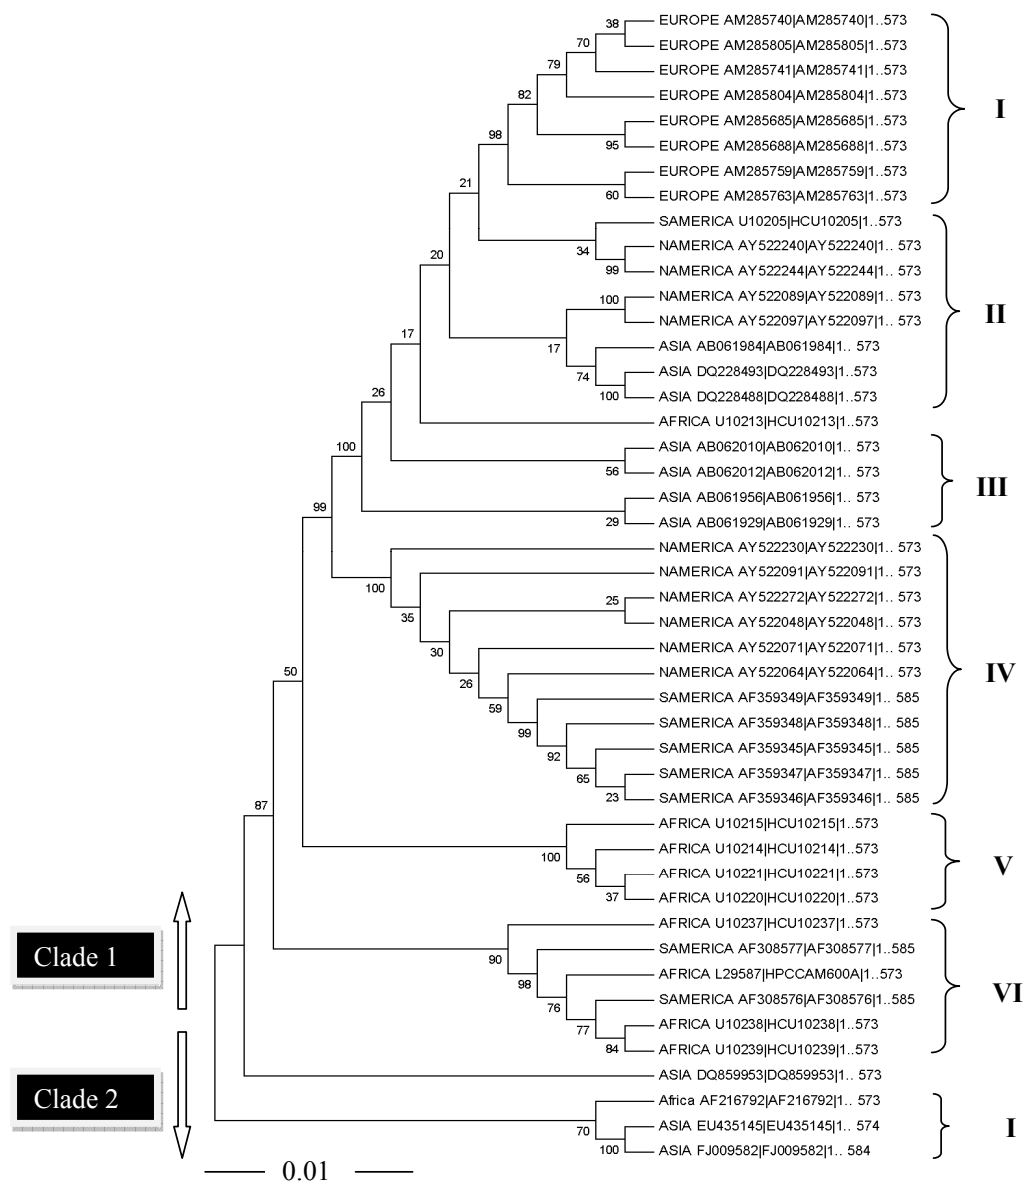 38
EUROPE AM285740|AM285740|1..573
70
EUROPE AM285805|AM285805|1..573
79
EUROPE AM285741|AM285741|1..573
82
EUROPE AM285804|AM285804|1..573
I
98
EUROPE AM285685|AM285685|1..573
95
EUROPE AM285688|AM285688|1..573
21
EUROPE AM285759|AM285759|1..573
60
EUROPE AM285763|AM285763|1..573
SAMERICA U10205|HCU10205|1..573
34
NAMERICA AY522240|AY522240|1.. 573
20
99
NAMERICA AY522244|AY522244|1.. 573
100
NAMERICA AY522089|AY522089|1.. 573
II
NAMERICA AY522097|AY522097|1.. 573
17
17
ASIA AB061984|AB061984|1.. 573
74
ASIA DQ228493|DQ228493|1..573
26
100
ASIA DQ228488|DQ228488|1..573
AFRICA U10213|HCU10213|1..573
100
ASIA AB062010|AB062010|1.. 573
56
ASIA AB062012|AB062012|1.. 573
III
99
ASIA AB061956|AB061956|1.. 573
29
ASIA AB061929|AB061929|1.. 573
NAMERICA AY522230|AY522230|1.. 573
100
NAMERICA AY522091|AY522091|1.. 573
35
25
NAMERICA AY522272|AY522272|1.. 573
NAMERICA AY522048|AY522048|1.. 573
30
NAMERICA AY522071|AY522071|1.. 573
50
26
NAMERICA AY522064|AY522064|1.. 573
IV
59
SAMERICA AF359349|AF359349|1.. 585
99
SAMERICA AF359348|AF359348|1.. 585
92
SAMERICA AF359345|AF359345|1.. 585
65
SAMERICA AF359347|AF359347|1.. 585
23
SAMERICA AF359346|AF359346|1.. 585
87
AFRICA U10215|HCU10215|1..573
100
AFRICA U10214|HCU10214|1..573
V
56
AFRICA U10221|HCU10221|1..573
37
AFRICA U10220|HCU10220|1..573
AFRICA U10237|HCU10237|1..573
90
SAMERICA AF308577|AF308577|1..585
Clade 1
98
AFRICA L29587|HPCCAM600A|1..573
VI
76
SAMERICA AF308576|AF308576|1..585
77
AFRICA U10238|HCU10238|1..573
84
AFRICA U10239|HCU10239|1..573
ASIA DQ859953|DQ859953|1.. 573
Clade 2
Africa AF216792|AF216792|1.. 573
70
ASIA EU435145|EU435145|1.. 574
I
100
ASIA FJ009582|FJ009582|1.. 584
0.01